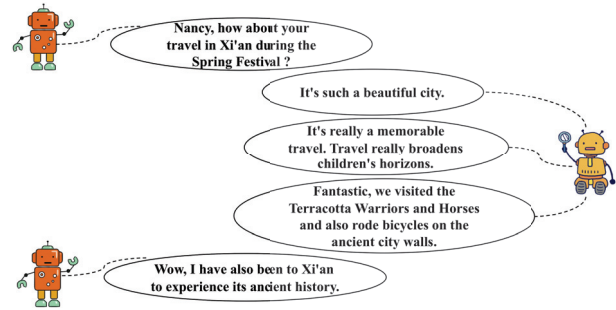 Nancy, how about your
travel in Xi'an during the
Spring Festival ?
It's such a beautiful city.
It's really a memorable
travel. Travel really broadens
children's horizons.
Fantastic, we visited the
Terracotta Warriors and Horses
and also rode bicycles on the
ancient city walls.
Wow, I have also been to Xi'an
to experience its ancient history.